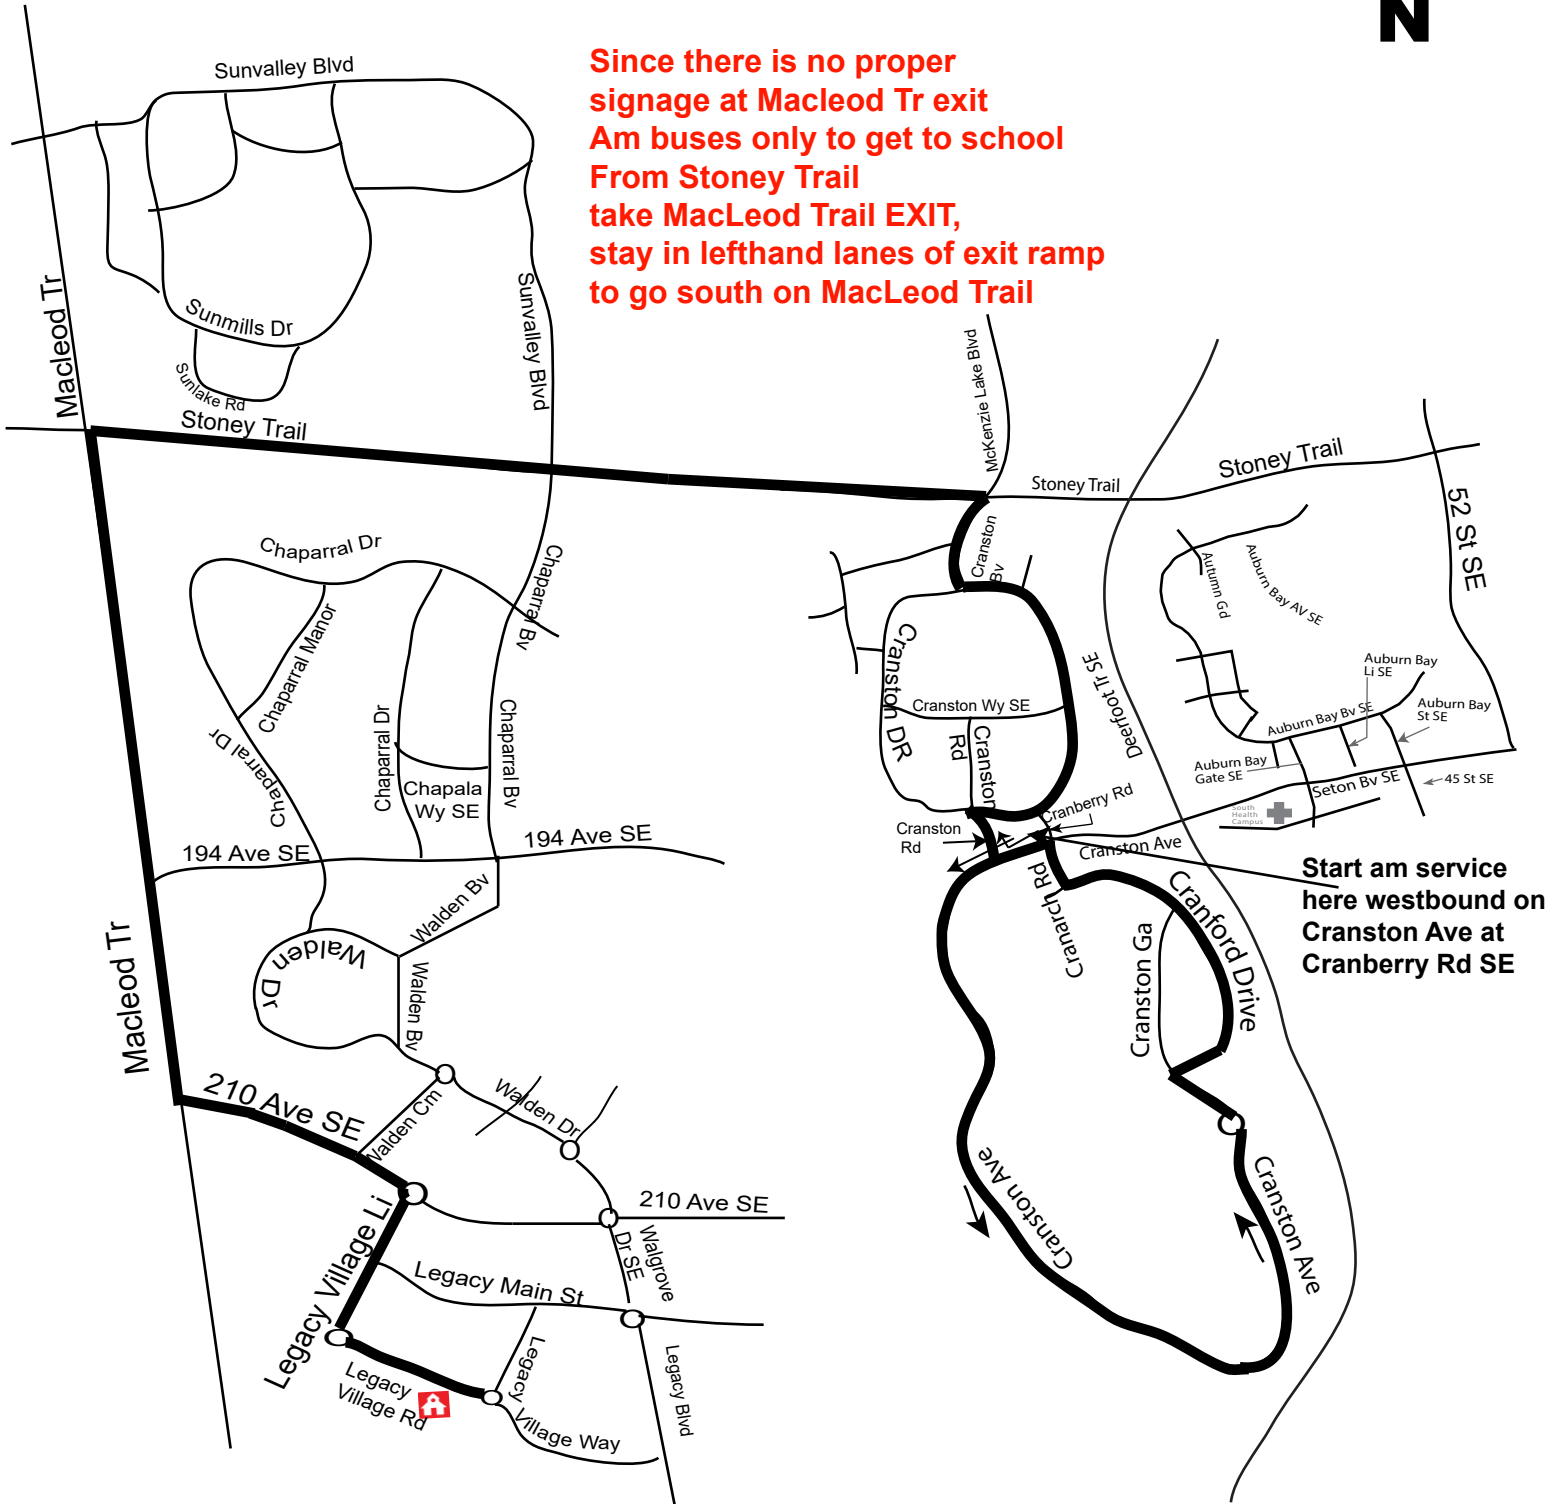 N
Since there is no proper
signage at Macleod Tr exit
Am buses only to get to school
From Stoney Trail
take MacLeod Trail EXIT,
stay in lefthand lanes of exit ramp
to go south on MacLeod Trail
Sunvalley Blvd
Macleod Tr
Sunmills Dr
Sunlake Rd
Sunvalley Blvd
Stoney Trail
McKenzie Lake Blvd
Stoney Trail
Stoney Trail
52 St SE
Chaparral Dr
Chaparral Bv
Cranston
Bv
Autumn Gd
Auburn Bay AV SE
Chaparral Manor
Cranston DR
Deerfoot Tr SE
Auburn Bay
Li SE
Cranston Wy SE
Auburn Bay
St SE
Chaparral Dr
Chaparral Dr
Chaparral Bv
Cranston
Rd
Auburn Bay Bv SE
Auburn Bay
Gate SE
Chapala
Wy SE
Seton Bv SE
45 St SE
Cranberry Rd
South
Health
Campus
Cranston
Rd
194 Ave SE
194 Ave SE
Cranston Ave
Start am service
here westbound on
Cranston Ave at
Cranberry Rd SE
Walden Bv
Cranarch Rd
Cranford Drive
Macleod Tr
Walden
Dr
Walden Bv
Cranston Ga
210 Ave SE
Walden Cm
Walden Dr
Cranston Ave
Cranston Ave
210 Ave SE
Legacy Village Li
Walgrove
Dr SE
Legacy Main St
Legacy
Village Way
Legacy Blvd
Legacy
Village Rd